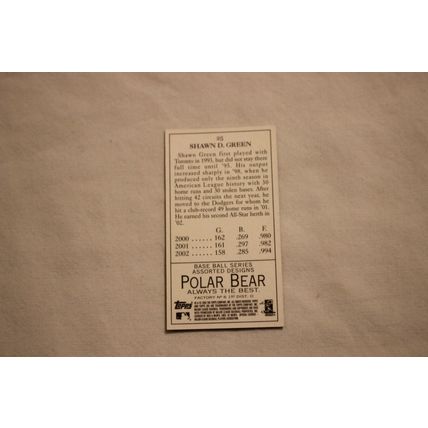 SHAWN D. GREEN
Shawn Green first played with
Toronto in 1993, but did not stay there
full time until '95. His output
increased sharply in '98, when he
produced only the ninth season in
American League history with 30
home runs and 30 stolen bases. After
hitting 42 circuits the next year, he
moved to the Dodgers for whom he
hit a club-record 49 home runs in '01.
He earned his second All-Star berth in
'02.
G. B. F.
2000 ...... 162 .269 .980
2001 ...... 161 .297 .982
2002 ...... 158 .285 .994
BASE BALL SERIES
ASSORTED DESIGNS
POLAR BEAR
ALWAYS THE BEST.
FACTORY Nº 6 1ST DIST. O.
Topps